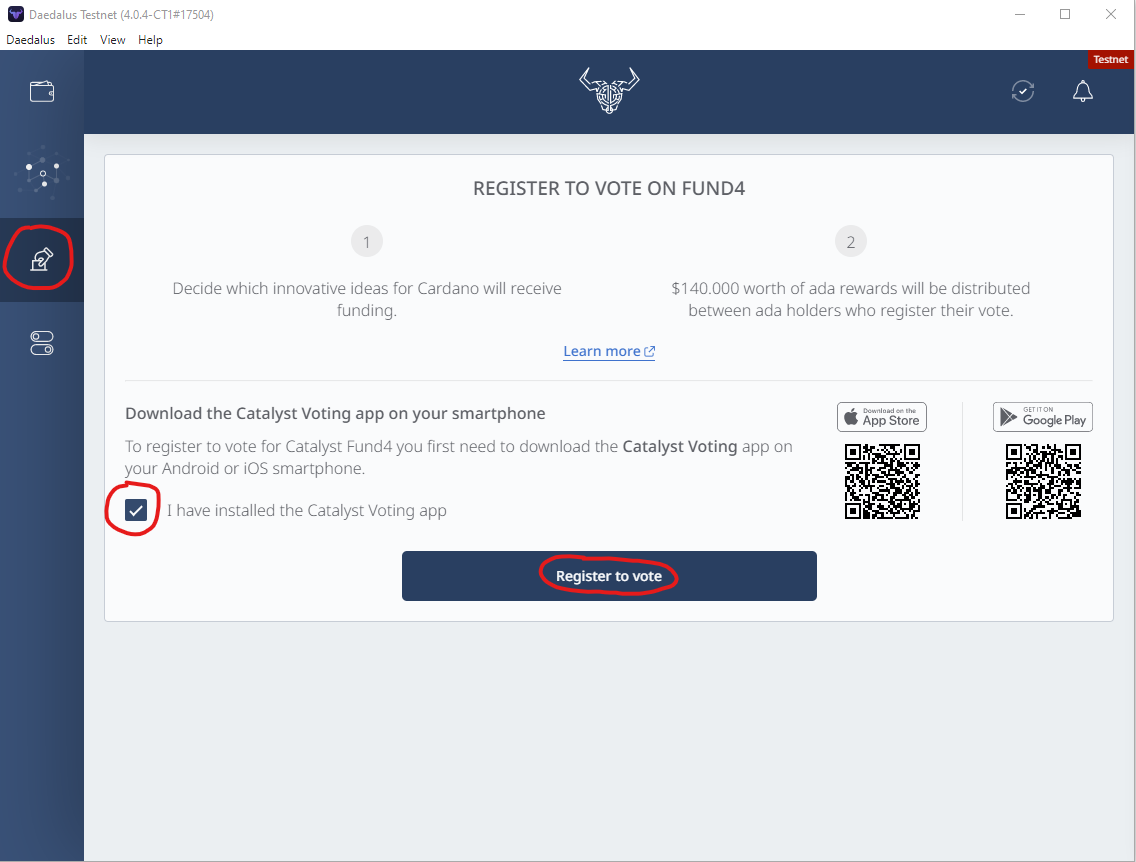 Daedalus Testnet (4.0.4-CT1#17504)
Daedalus Edit View Help
Testnet
REGISTER TO VOTE ON FUND4
1
Decide which innovative ideas for Cardano will receive
funding.
2
$140.000 worth of ada rewards will be distributed
between ada holders who register their vote.
Learn more
Download the Catalyst Voting app on your smartphone
To register to vote for Catalyst Fund4 you first need to download the Catalyst Voting app on
your Android or iOS smartphone.
I have installed the Catalyst Voting app
Download on the
App Store
GET IT ON
Google Play
Register to vote